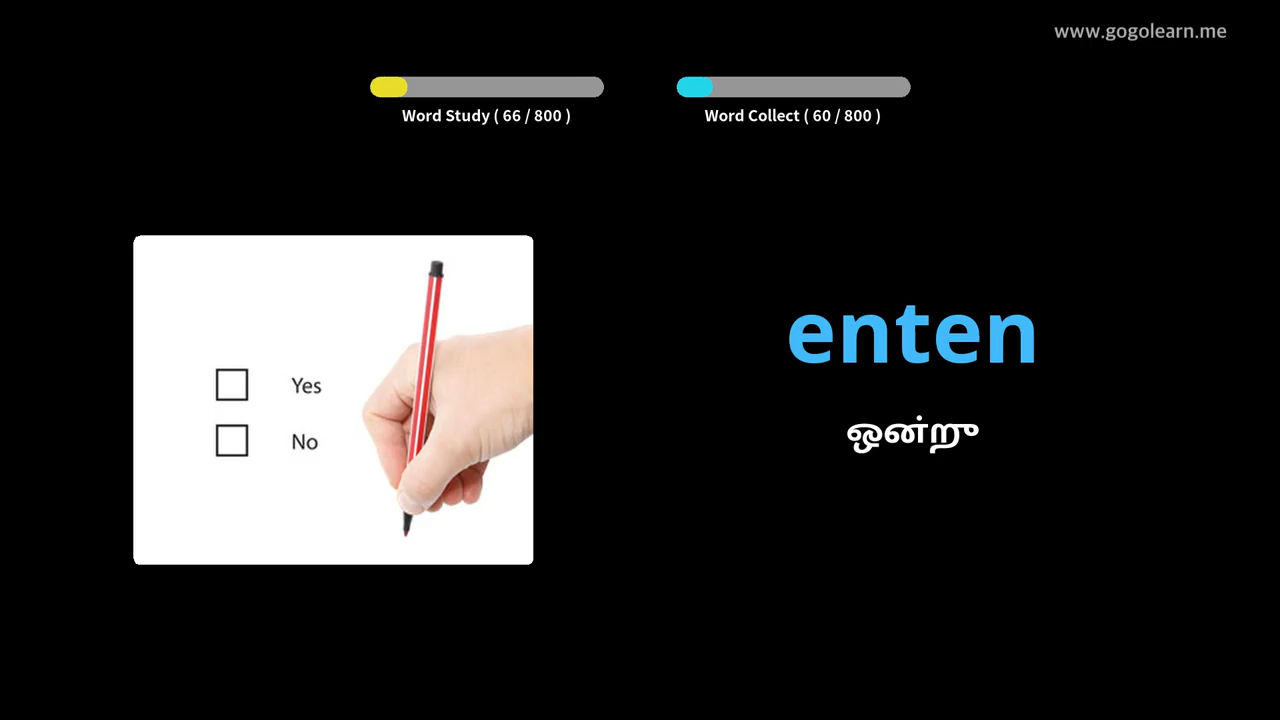 www.gogolearn.me
Word Study ( 66 / 800 )
Word Collect ( 60 / 800 )
Yes
No
enten
ஒன்று